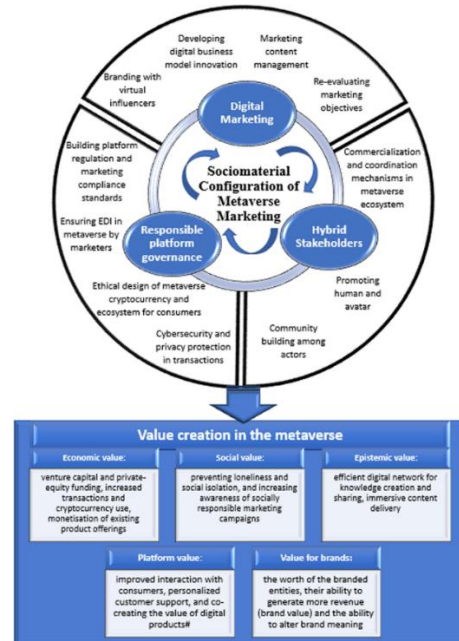 Developing
digital business
model innovation
Marketing
content
management
Branding with
virtual
influencers
Re-evaluating
marketing
objectives
Digital
Marketing
Building platform
regulation and
marketing
compliance
standards
Commercialization
and coordination
mechanisms in
metaverse
ecosystem
Sociomaterial
Configuration of
Metaverse
Marketing
Ensuring EDI in
metaverse by
marketers
Responsible
platform
governance
Hybrid
Stakeholders
Ethical design of metaverse
cryptocurrency and
ecosystem for consumers
Promoting
human and
avatar
Cybersecurity and
privacy protection
in transactions
Community
building among
actors
Value creation in the metaverse
Economic value:
venture capital and private-
equity funding, increased
transactions and
cryptocurrency use,
monetisation of existing
product offerings
Social value:
preventing loneliness and
social isolation, and increasing
awareness of socially
responsible marketing
campaigns
Epistemic value:
efficient digital network for
knowledge creation and
sharing, immersive content
delivery
Platform value:
improved interaction with
consumers, personalized
customer support, and co-
creating the value of digital
products#
Value for brands:
the worth of the branded
entities, their ability to
generate more revenue
(brand value) and the ability
to alter brand meaning